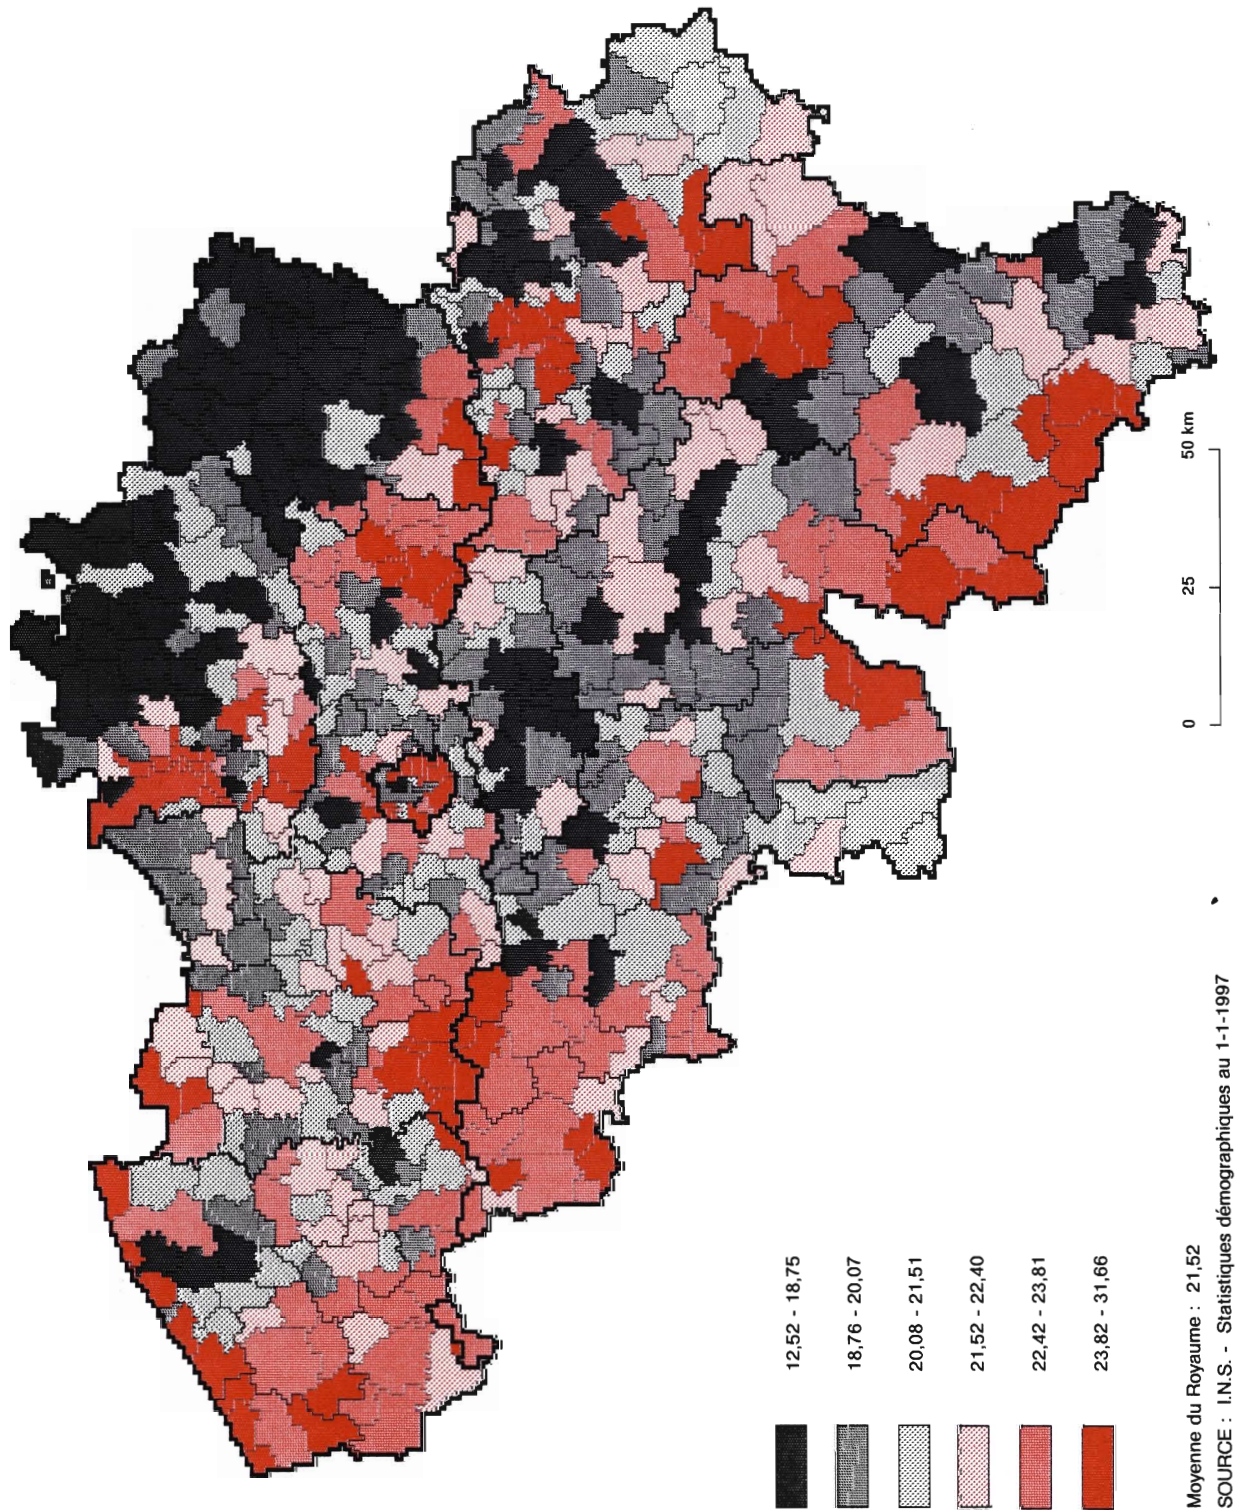 50 km
25
0
12,52 - 18,75
18,76 - 20,07
20,08 - 21,51
21,52 - 22,40
22,42 - 23,81
23,82 - 31,66
Moyenne du Royaume : 21,52
SOURCE : I.N.S. - Statistiques démographiques au 1-1-1997